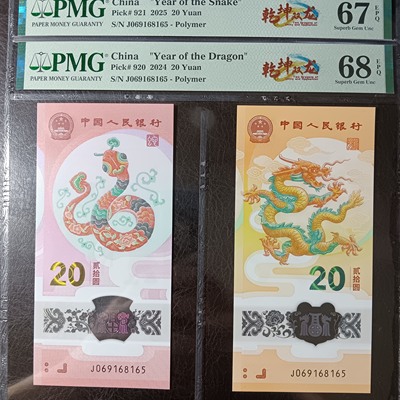 PMG
PAPER MONEY GUARANTY
China "Year of the Snake"
Pick# 921 2025 20 Yuan
S/N J069168165 - Polymer
67 EPQ
Superb Gem Unc
PMG
PAPER MONEY GUARANTY
China "Year of the Dragon"
Pick# 920 2024 20 Yuan
S/N J069168165 - Polymer
68 EPQ
Superb Gem Unc
中国人民银行
20
贰拾圆
J069168165
中国人民银行
20
贰拾圆
J069168165